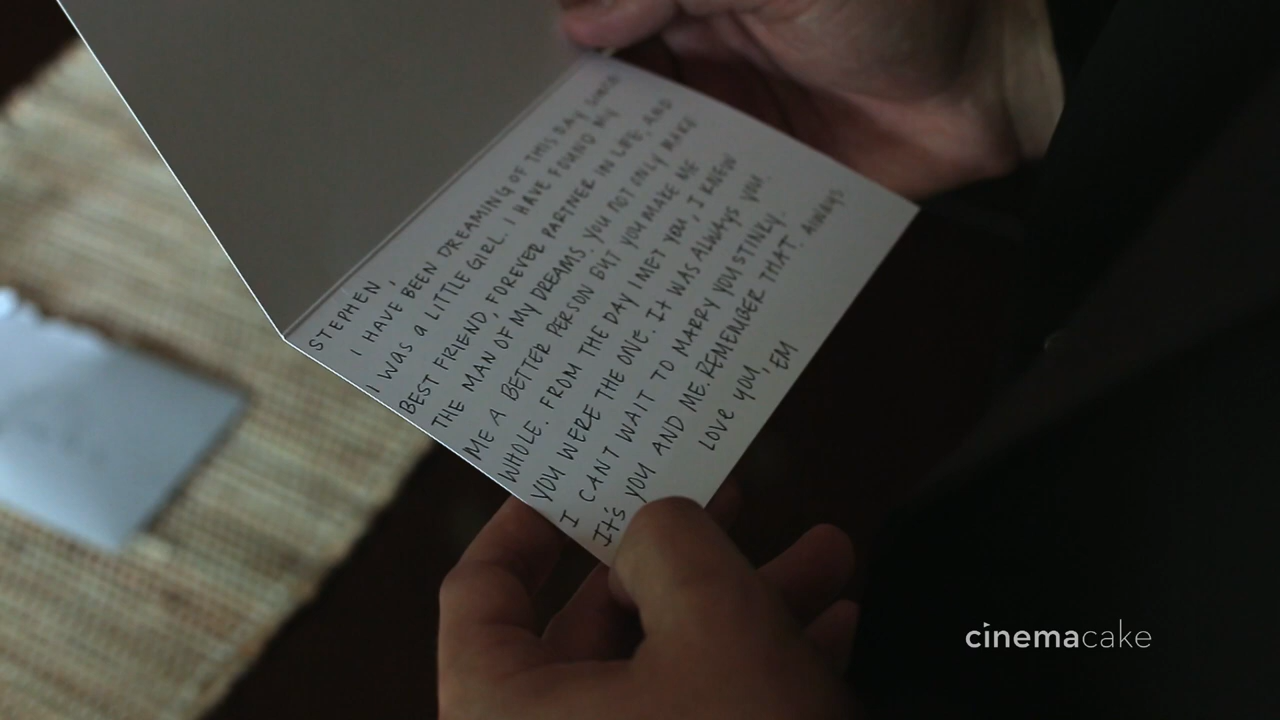 STEPHEN,
I HAVE BEEN DREAMING OF THIS DAY SINCE
I WAS A LITTLE GIRL. I HAVE FOUND MY
BEST FRIEND, FOREVER PARTNER IN LIFE, AND
THE MAN OF MY DREAMS. YOU NOT ONLY MAKE
ME A BETTER PERSON BUT YOU MAKE ME
WHOLE. FROM THE DAY I MET YOU, I KNEW
YOU WERE THE ONE. IT WAS ALWAYS YOU.
I CAN'T WAIT TO MARRY YOU STINKY.
It's YOU AND ME. REMEMBER THAT. ALWAYS
LOVE YOU,
EM
cinemacake